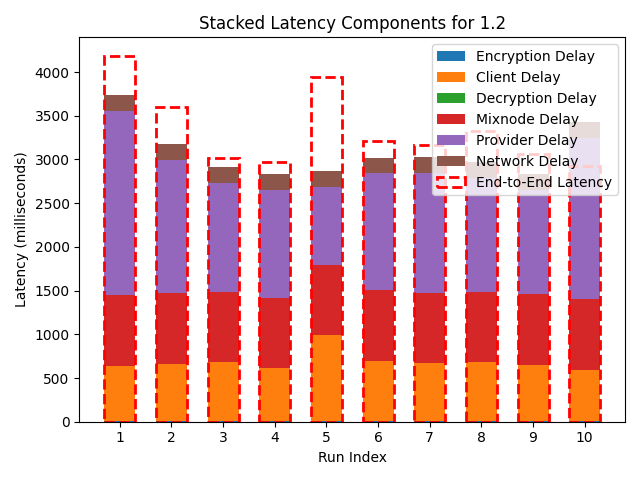 Stacked Latency Components for 1.2
Latency (milliseconds)
4000
3500
3000
2500
2000
1500
1000
500
0
Encryption Delay
Client Delay
Decryption Delay
Mixnode Delay
Provider Delay
Network Delay
End-to-End Latency
1 2 3 4 5 6 7 8 9 10
Run Index